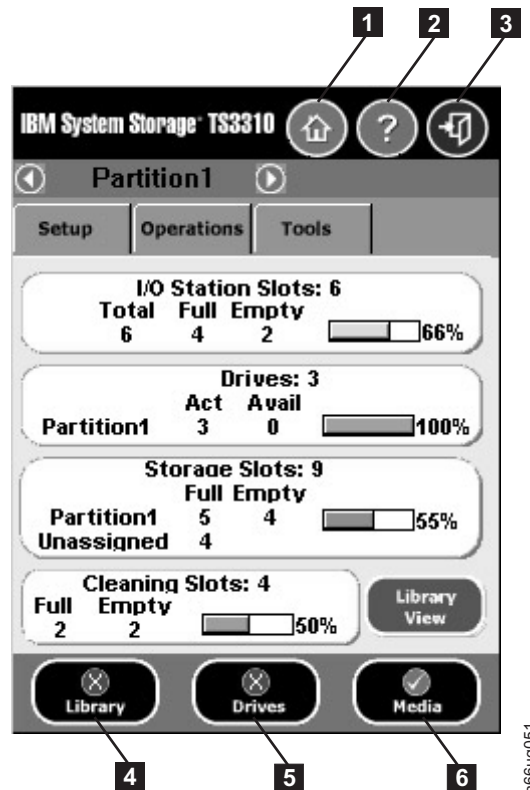 1 2 3
IBM System Storage TS3310
?
Partition1
Setup Operations Tools
I/O Station Slots: 6
Total Full Empty
6 4 2 66%
Drives: 3
Act Avail
Partition1 3 0 100%
Storage Slots: 9
Full Empty
Partition1 5 4 55%
Unassigned 4
Cleaning Slots: 4
Full Empty
2 2 50%
Library View
Library Drives Media
4 5 6
a66ug051